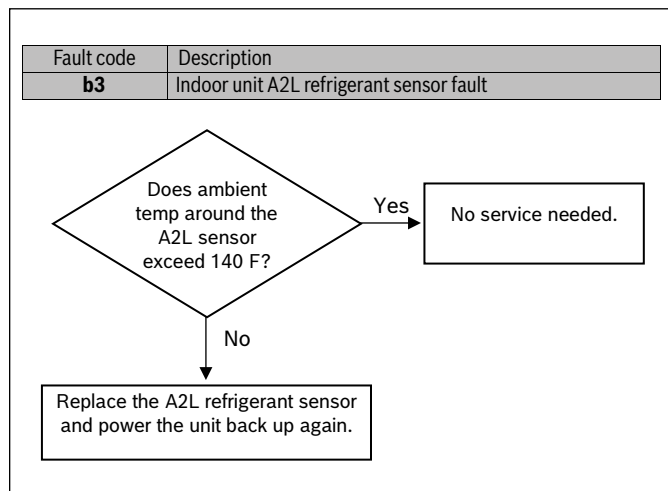 Fault code Description
b3 Indoor unit A2L refrigerant sensor fault
Does ambient
temp around the
A2L sensor
exceed 140 F?
Yes
No service needed.
No
Replace the A2L refrigerant sensor
and power the unit back up again.